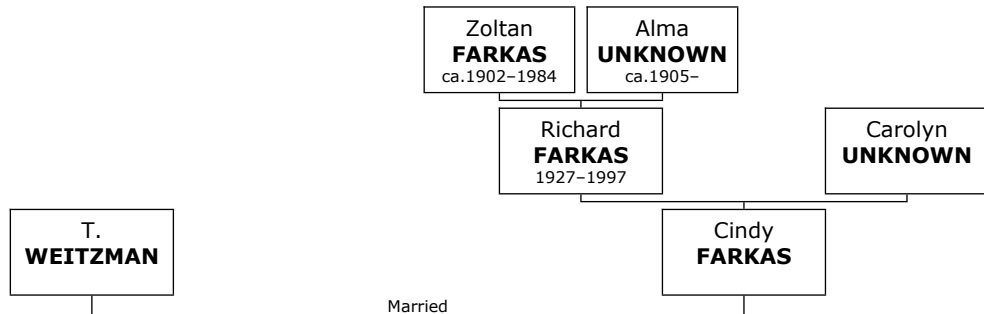 Zoltan
FARKAS
ca.1902–1984
Alma
UNKNOWN
ca.1905–
Richard
FARKAS
1927–1997
Carolyn
UNKNOWN
T.
WEITZMAN
Cindy
FARKAS
Married